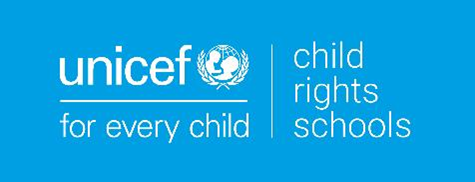 unicef
for every child
child
rights
schools